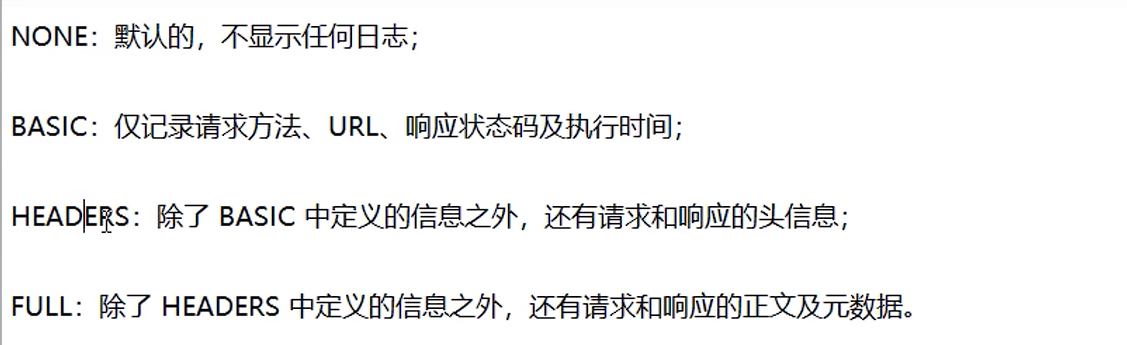 NONE：默认的，不显示任何日志；
BASIC：仅记录请求方法、URL、响应状态码及执行时间；
HEADERS：除了 BASIC 中定义的信息之外，还有请求和响应的头信息；
FULL：除了 HEADERS 中定义的信息之外，还有请求和响应的正文及元数据。